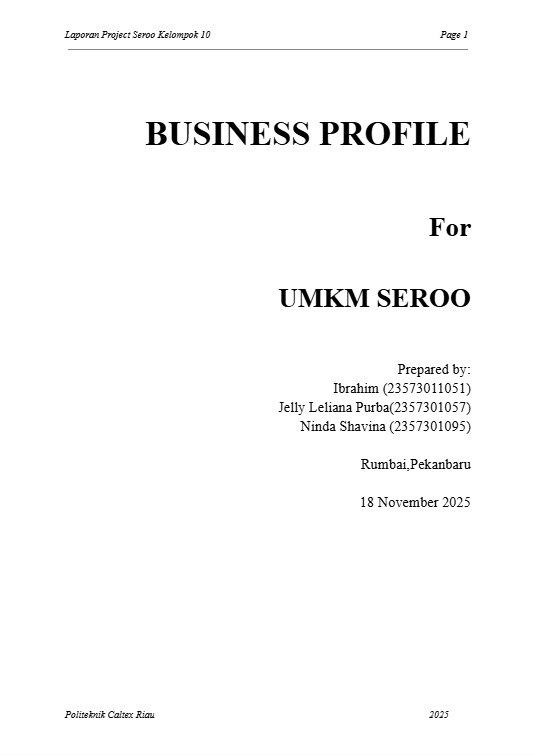 Laporan Project Seroo Kelompok 10 Page 1
BUSINESS PROFILE
For
UMKM SEROO
Prepared by:
Ibrahim (23573011051)
Jelly Leliana Purba(2357301057)
Ninda Shavina (2357301095)
Rumbai,Pekanbaru
18 November 2025
Politeknik Caltex Riau 2025